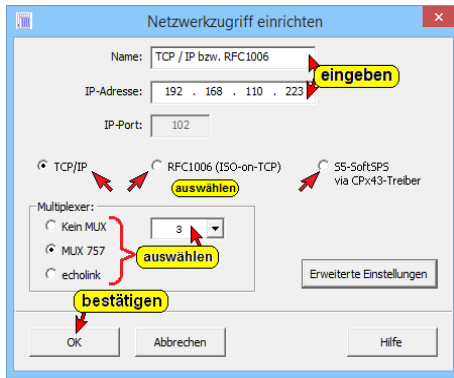 Netzwerkzugriff einrichten
Name: TCP / IP bzw. RFC1006
eingeben
IP-Adresse: 192 . 168 . 110 . 223
IP-Port: 102
TCP/IP RFC1006 (ISO-on-TCP) S5-SoftSPS
via CPx43-Treiber
auswählen
Multiplexer:
Kein MUX 3
MUX 757 auswählen
echolink Erweiterte Einstellungen
bestätigen
OK Abbrechen Hilfe